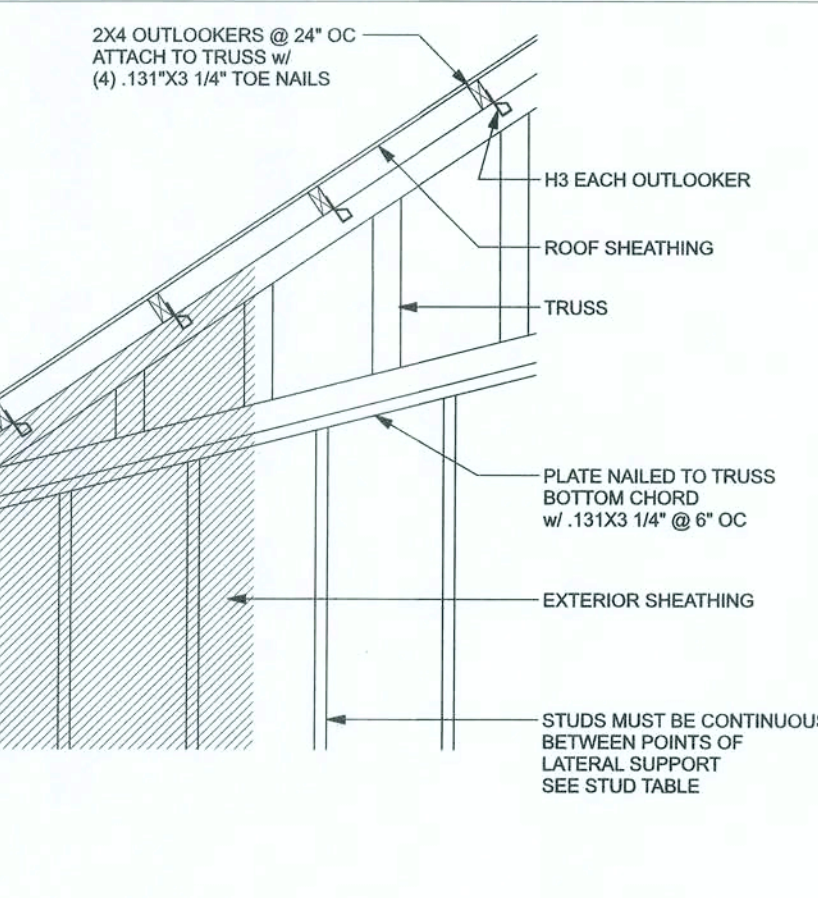 2X4 OUTLOOKERS @ 24" OC
ATTACH TO TRUSS w/
(4) .131"X3 1/4" TOE NAILS
H3 EACH OUTLOOKER
ROOF SHEATHING
TRUSS
PLATE NAILED TO TRUSS
BOTTOM CHORD
w/ .131X3 1/4" @ 6" OC
EXTERIOR SHEATHING
STUDS MUST BE CONTINUOUS
BETWEEN POINTS OF
LATERAL SUPPORT
SEE STUD TABLE